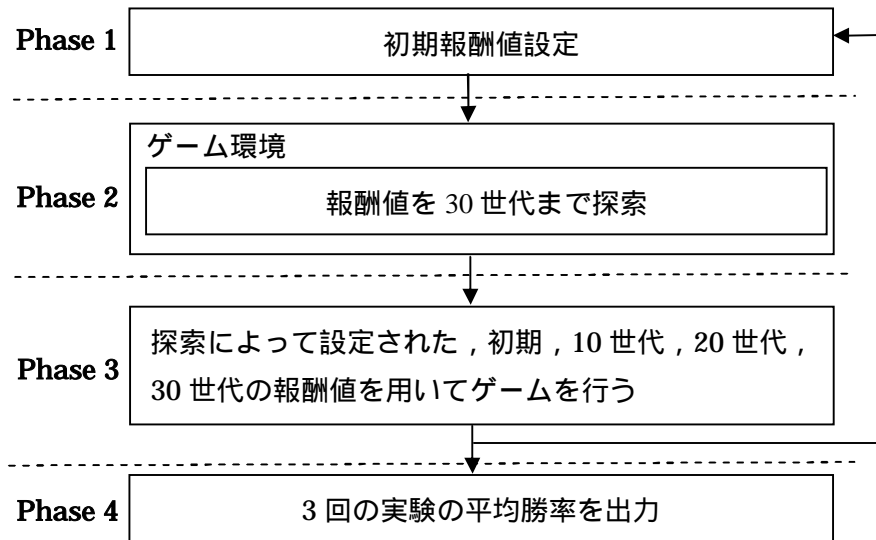 Phase 1
初期報酬値設定
ゲーム環境
Phase 2
報酬値を 30 世代まで探索
探索によって設定された，初期，10 世代，20 世代，
Phase 3
30 世代の報酬値を用いてゲームを行う
Phase 4
3 回の実験の平均勝率を出力